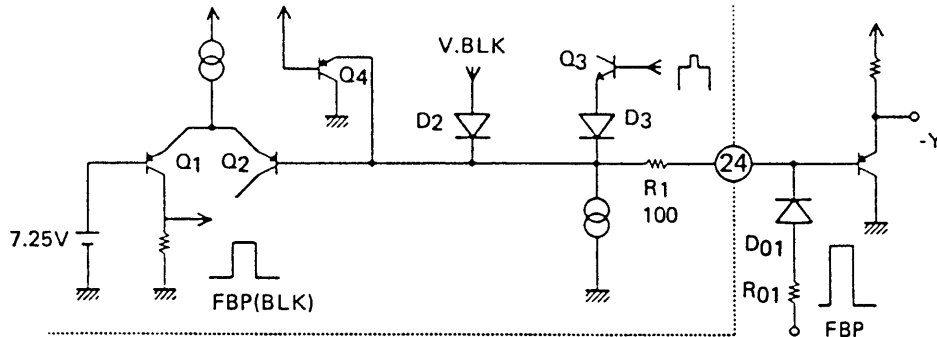 V.BLK
Q4
Q3
D2
D3
Q1
Q2
24
-Y
R1
100
7.25V
D01
R01
FBP(BLK)
FBP